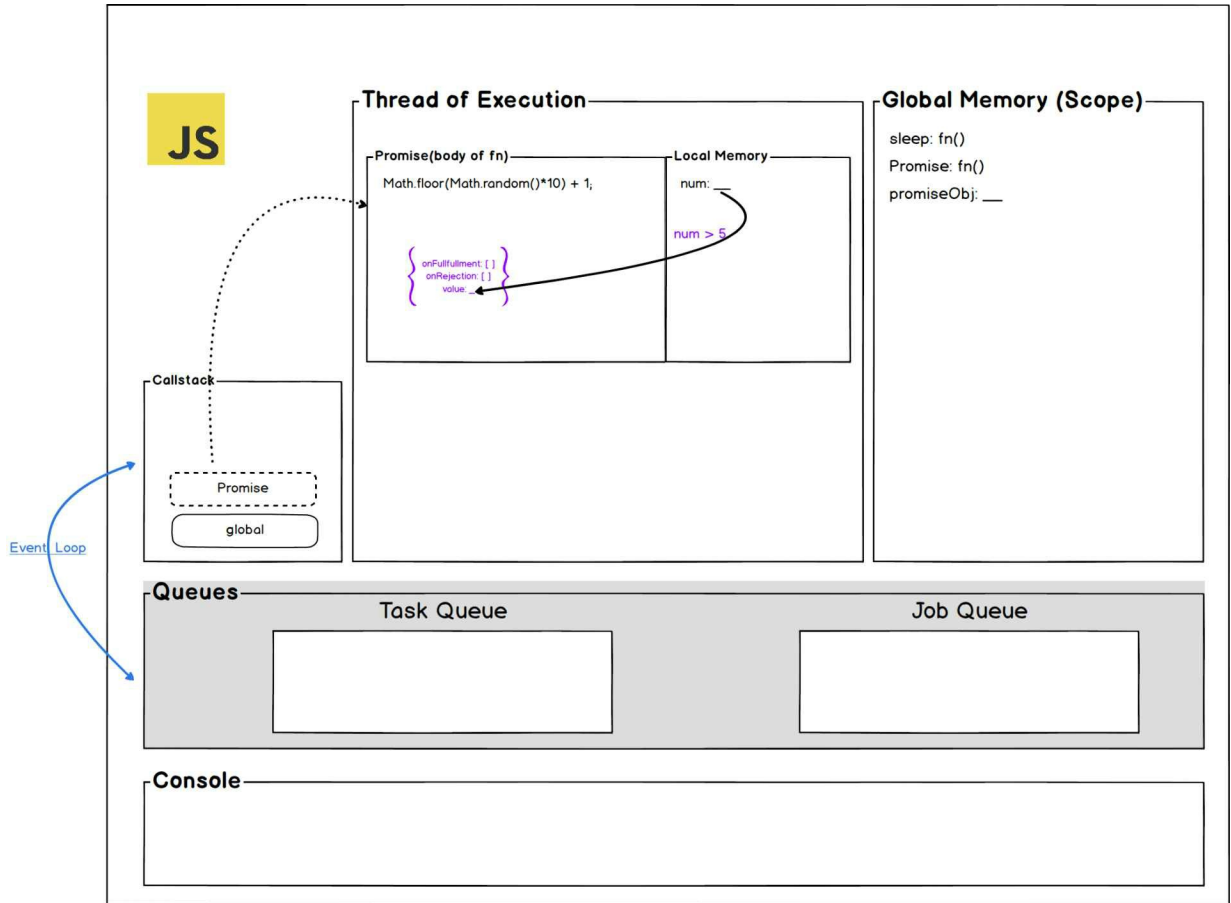 JS
Thread of Execution
Promise(body of fn)
Math.floor(Math.random()*10) + 1;
{
onFullfullment: [ ]
onRejection: [ ]
value: _
}
Local Memory
num: __
num > 5
Global Memory (Scope)
sleep: fn()
Promise: fn()
promiseObj: __
Callstack
Promise
global
Event Loop
Queues
Task Queue
Job Queue
Console